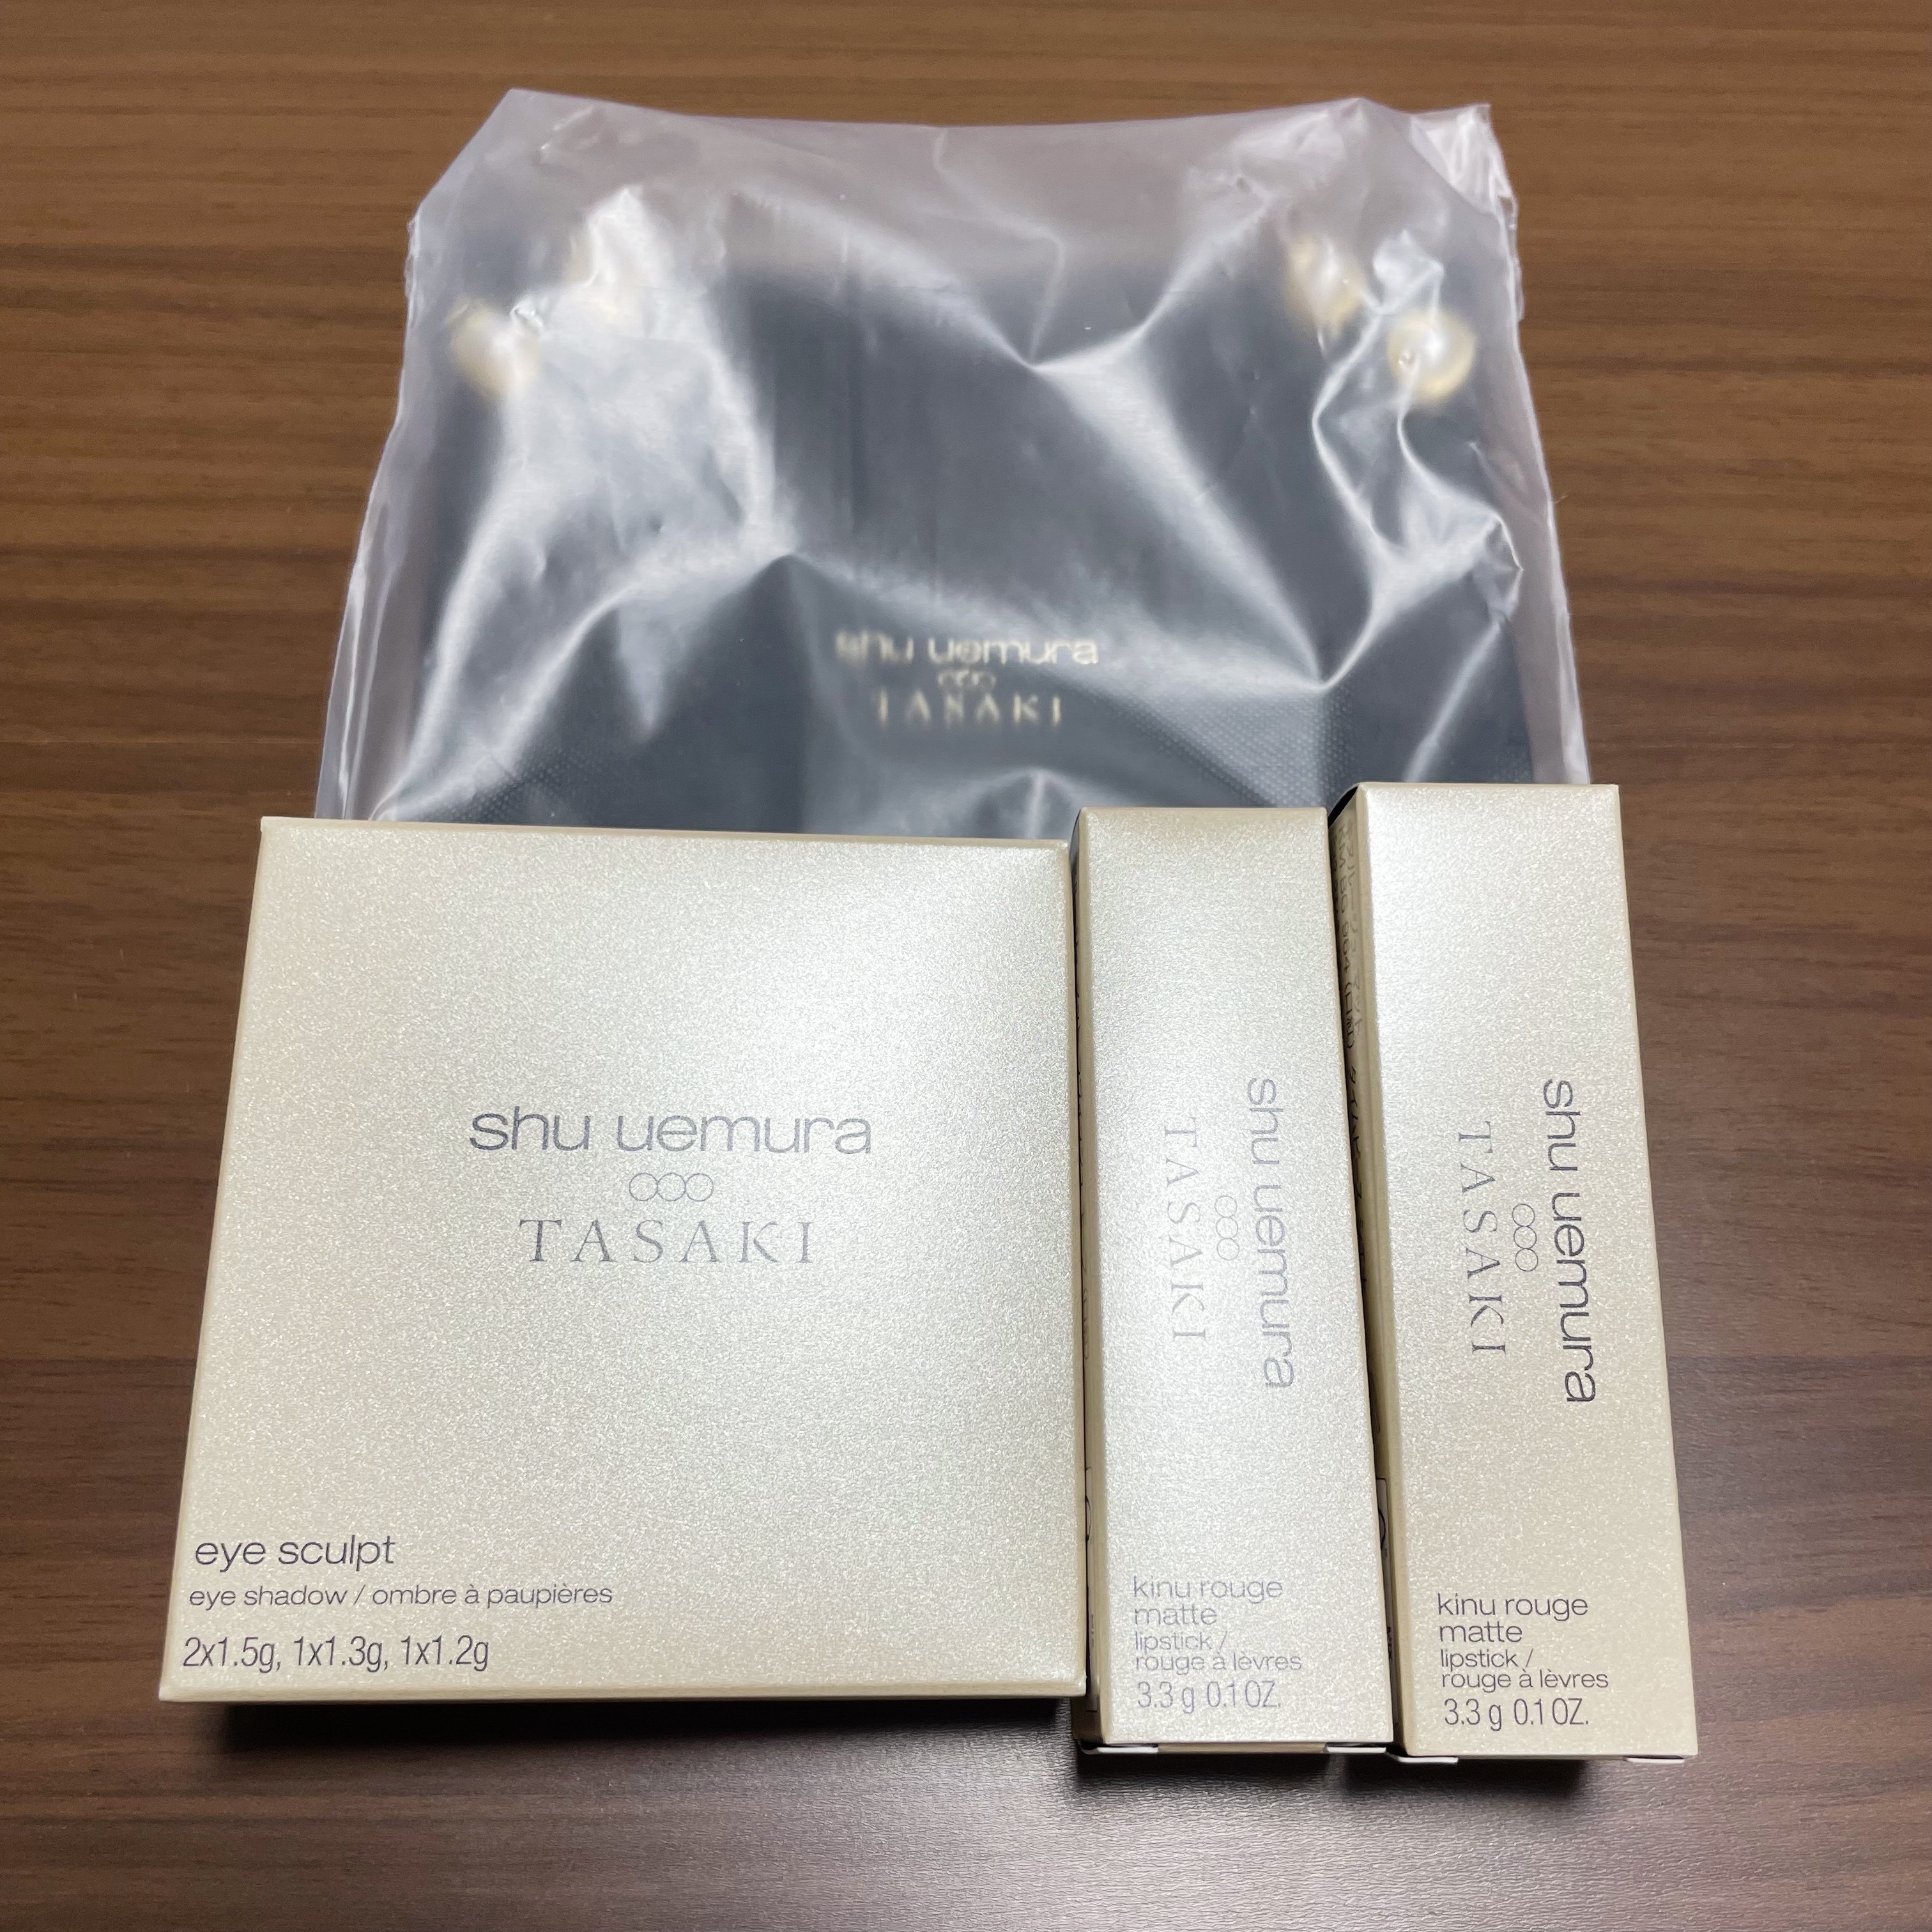 shu uemura
TASAKI
shu uemura
TASAKI
eye sculpt
eye shadow / ombre à paupières
2x1.5g, 1x1.3g, 1x1.2g
shu uemura
TASAKI
kinu rouge
matte
lipstick /
rouge à lèvres
3.3 g 0.1 OZ.
shu uemura
TASAKI
kinu rouge
matte
lipstick /
rouge à lèvres
3.3 g 0.1 OZ.